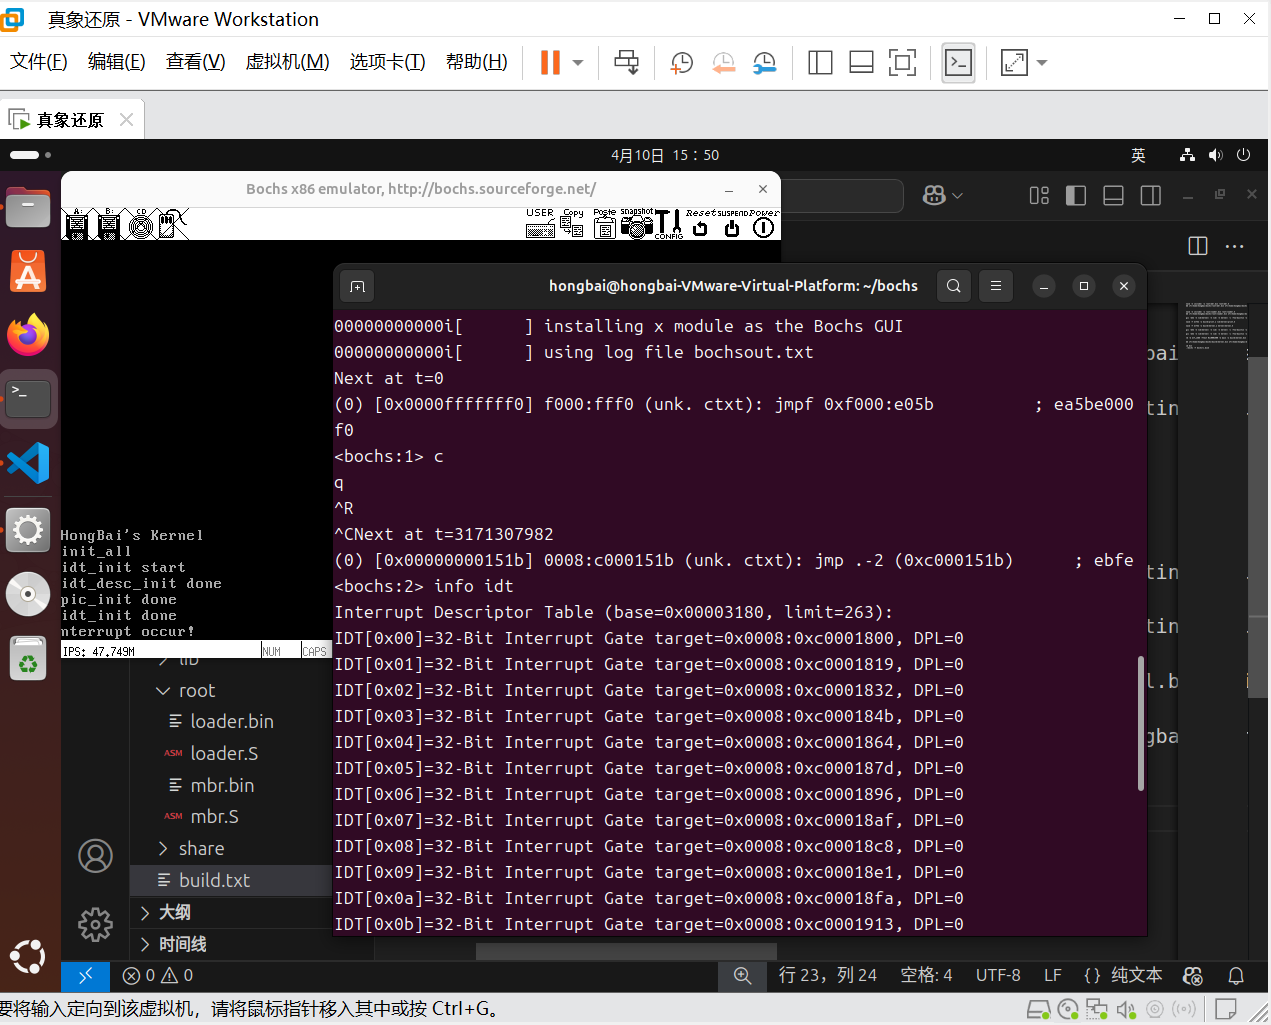 真象还原 - VMware Workstation
文件(F) 编辑(E) 查看(V) 虚拟机(M) 选项卡(T) 帮助(H)
真象还原
4月10日 15：50
英
Bochs x86 emulator, http://bochs.sourceforge.net/
A: B: CD USER Copy Paste snapshot CONFIG Reset SUSPEND Power
hongbai@hongbai-VMware-Virtual-Platform: ~/bochs
00000000000i[      ] installing x module as the Bochs GUI
00000000000i[      ] using log file bochsout.txt
Next at t=0
(0) [0x0000fffffff0] f000:fff0 (unk. ctxt): jmpf 0xf000:e05b          ; ea5be000
f0
<bochs:1> c
q
^R
^CNext at t=3171307982
(0) [0x00000000151b] 0008:c000151b (unk. ctxt): jmp .-2 (0xc000151b)      ; ebfe
<bochs:2> info idt
Interrupt Descriptor Table (base=0x00003180, limit=263):
IDT[0x00]=32-Bit Interrupt Gate target=0x0008:0xc0001800, DPL=0
IDT[0x01]=32-Bit Interrupt Gate target=0x0008:0xc0001819, DPL=0
IDT[0x02]=32-Bit Interrupt Gate target=0x0008:0xc0001832, DPL=0
IDT[0x03]=32-Bit Interrupt Gate target=0x0008:0xc000184b, DPL=0
IDT[0x04]=32-Bit Interrupt Gate target=0x0008:0xc0001864, DPL=0
IDT[0x05]=32-Bit Interrupt Gate target=0x0008:0xc000187d, DPL=0
IDT[0x06]=32-Bit Interrupt Gate target=0x0008:0xc0001896, DPL=0
IDT[0x07]=32-Bit Interrupt Gate target=0x0008:0xc00018af, DPL=0
IDT[0x08]=32-Bit Interrupt Gate target=0x0008:0xc00018c8, DPL=0
IDT[0x09]=32-Bit Interrupt Gate target=0x0008:0xc00018e1, DPL=0
IDT[0x0a]=32-Bit Interrupt Gate target=0x0008:0xc00018fa, DPL=0
IDT[0x0b]=32-Bit Interrupt Gate target=0x0008:0xc0001913, DPL=0
HongBai's Kernel
init_all
idt_init start
idt_desc_init done
pic_init done
idt_init done
nterrupt occur!
IPS: 47.749M NUM CAPS
lib
root
loader.bin
ASM loader.S
mbr.bin
ASM mbr.S
share
build.txt
大纲
时间线
bai
tin
tin
tin
l.b
gba
0 0 行 23，列 24 空格: 4 UTF-8 LF {} 纯文本
要将输入定向到该虚拟机，请将鼠标指针移入其中或按 Ctrl+G。